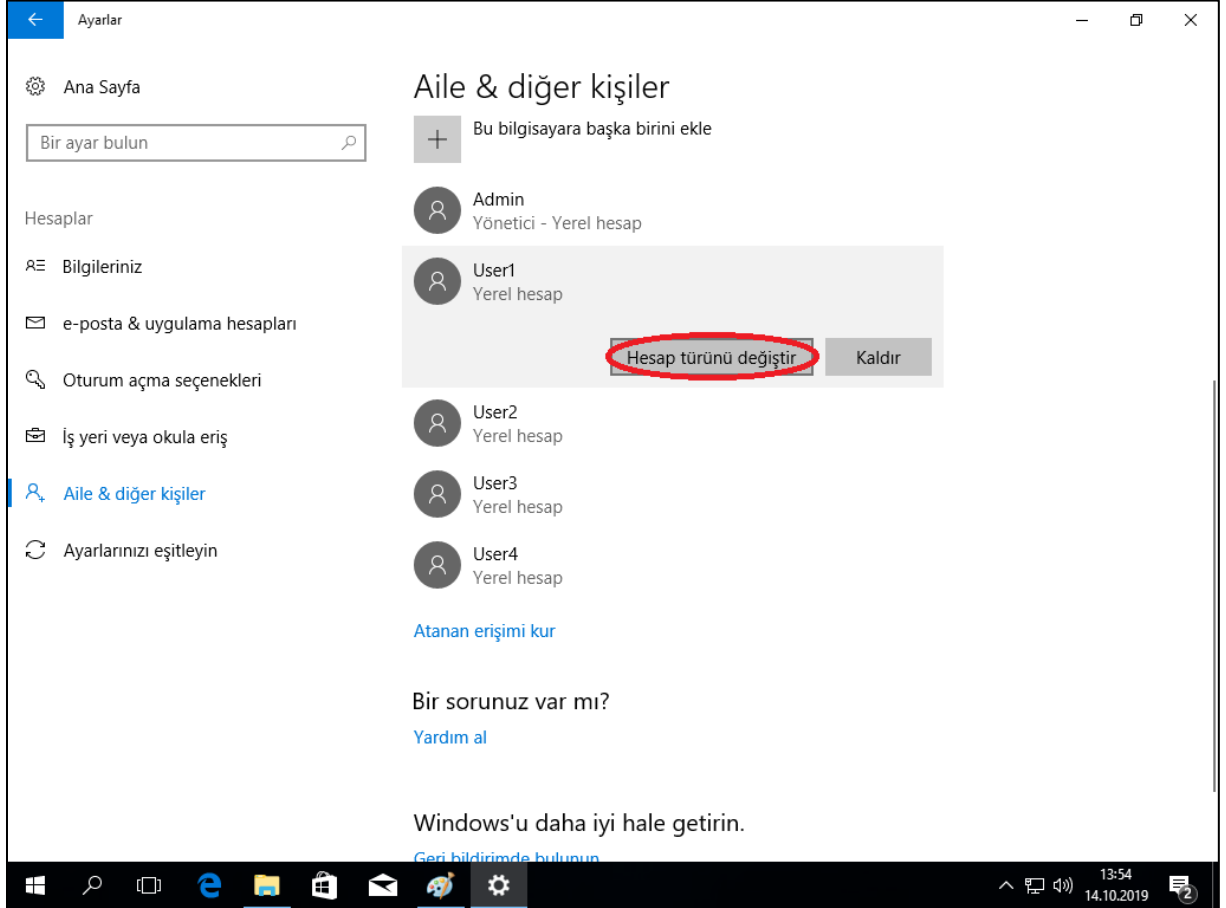 Ayarlar
Ana Sayfa
Bir ayar bulun
Hesaplar
Bilgileriniz
e-posta & uygulama hesapları
Oturum açma seçenekleri
İş yeri veya okula eriş
Aile & diğer kişiler
Ayarlarınızı eşitleyin
Aile & diğer kişiler
Bu bilgisayara başka birini ekle
Admin
Yönetici - Yerel hesap
User1
Yerel hesap
Hesap türünü değiştir
Kaldır
User2
Yerel hesap
User3
Yerel hesap
User4
Yerel hesap
Atanan erişimi kur
Bir sorunuz var mı?
Yardım al
Windows'u daha iyi hale getirin.
Geri bildirimde bulunun
13:54
14.10.2019
2